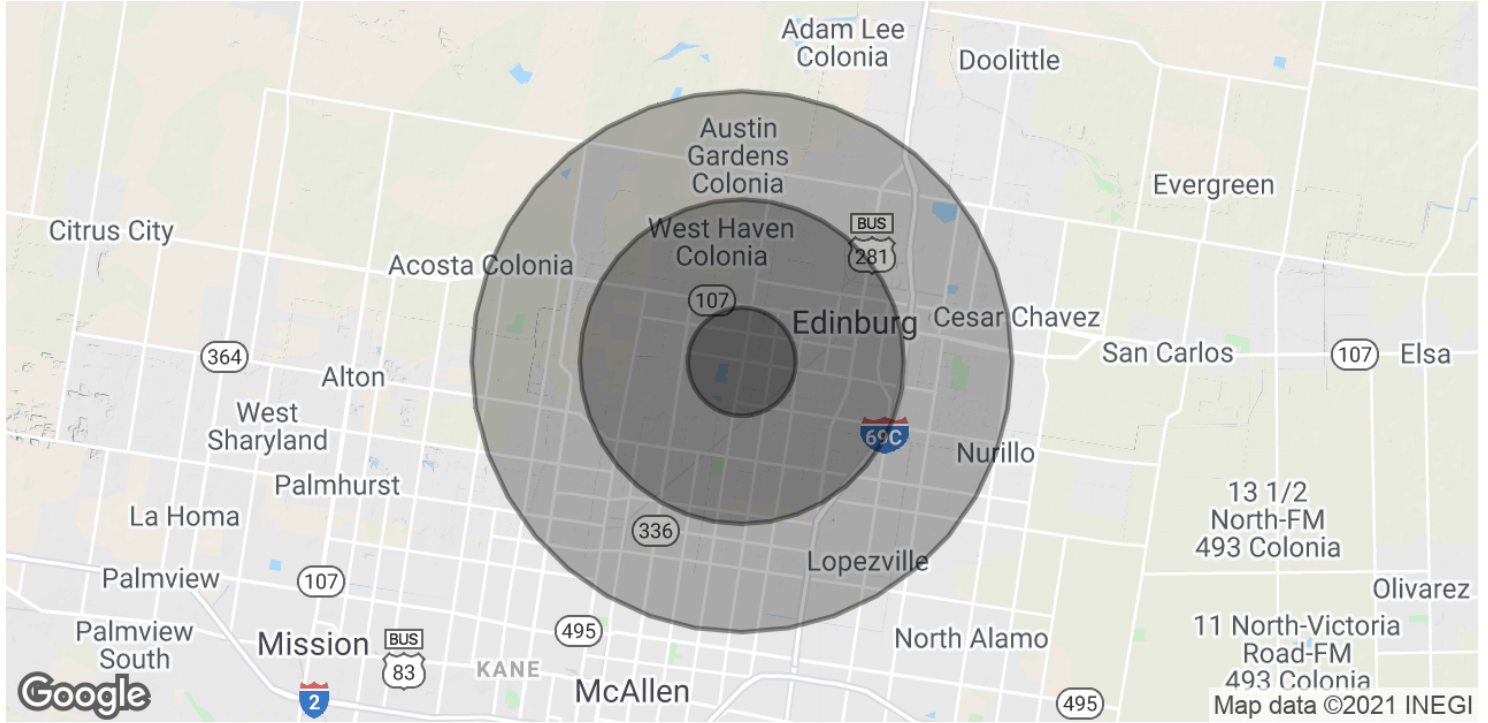 Adam Lee
Colonia
Doolittle
Austin
Gardens
Colonia
Evergreen
Citrus City
West Haven
Colonia
BUS
281
Acosta Colonia
107
Edinburg
Cesar Chavez
364
San Carlos
107
Elsa
Alton
West
Sharyland
69C
Nurillo
Palmhurst
13 1/2
North-FM
493 Colonia
La Homa
336
Lopezville
Palmview
107
Olivarez
Palmview
South
Mission
BUS
83
495
North Alamo
11 North-Victoria
Road-FM
493 Colonia
KANE
McAllen
2
495
Google
Map data ©2021 INEGI